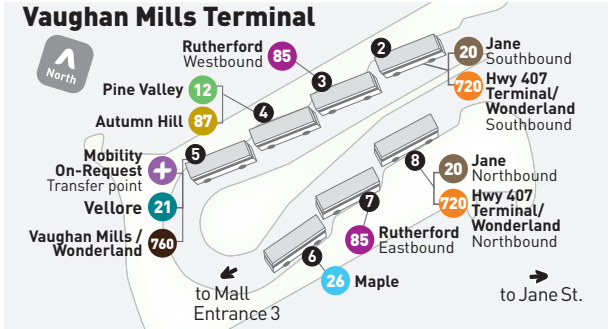 Vaughan Mills Terminal
North
Rutherford
Westbound
85
3
2
20
Jane
Southbound
720
Hwy 407
Terminal/
Wonderland
Southbound
Pine Valley
12
Autumn Hill
87
4
Mobility
On-Request
Transfer point
5
Vellore
21
Vaughan Mills /
Wonderland
760
8
20
Jane
Northbound
720
Hwy 407
Terminal/
Wonderland
Northbound
7
85
Rutherford
Eastbound
6
26
Maple
to Mall
Entrance 3
to Jane St.